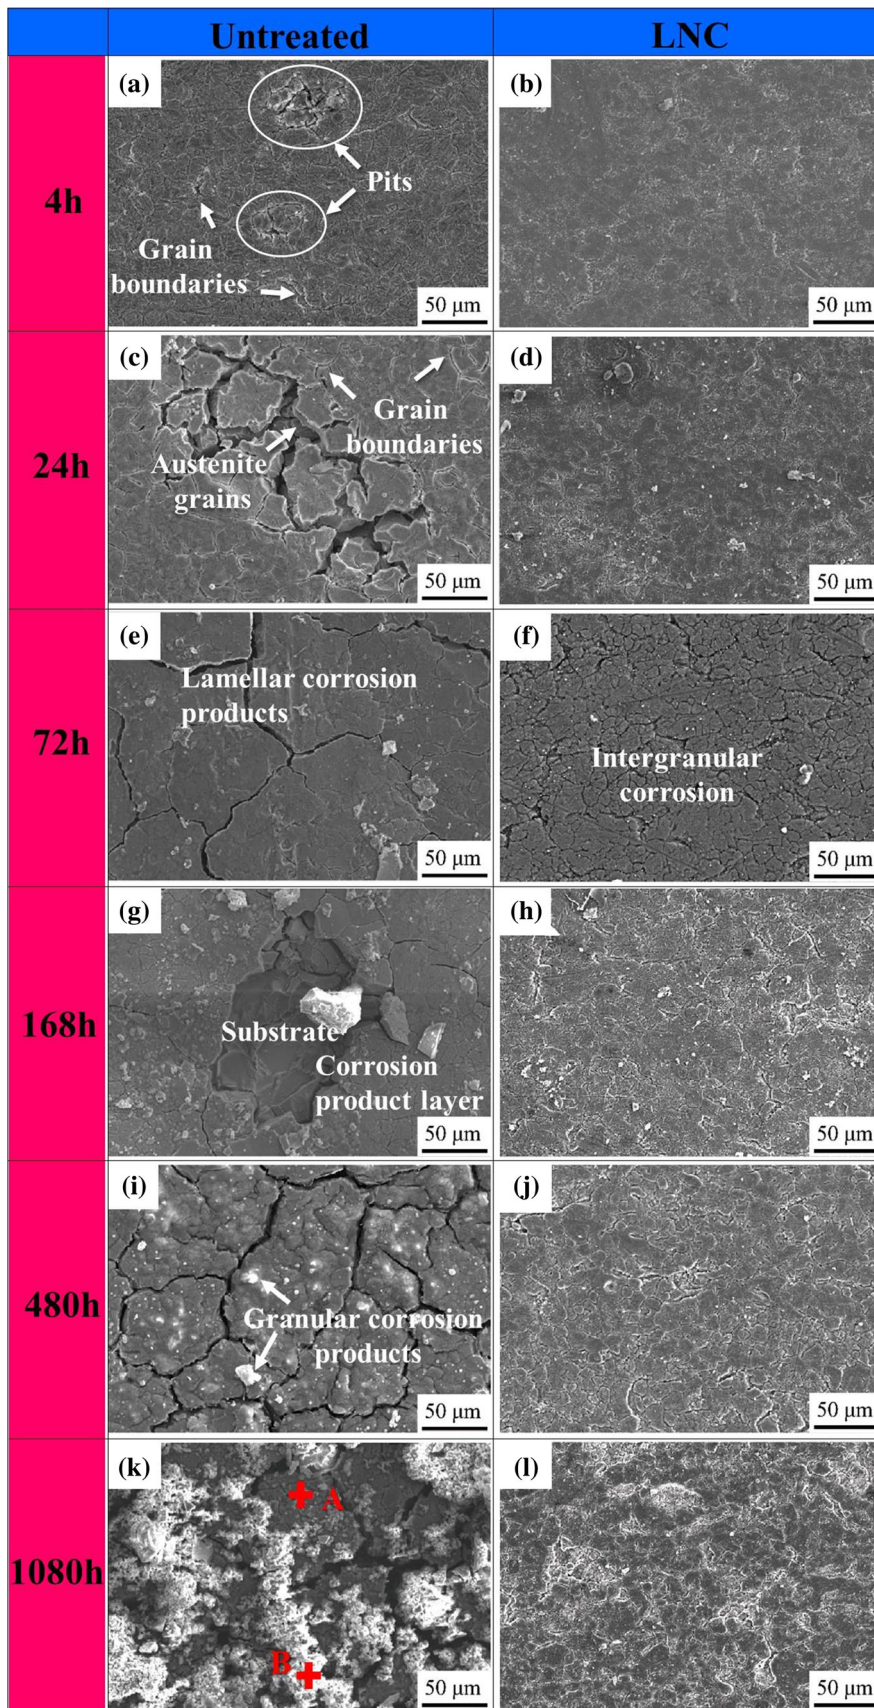 Untreated
LNC
4h
(a)
Pits
Grain
boundaries
50 μm
(b)
50 μm
24h
(c)
Grain
boundaries
Austenite
grains
50 μm
(d)
50 μm
72h
(e)
Lamellar corrosion
products
50 μm
(f)
Intergranular
corrosion
50 μm
168h
(g)
Substrate
Corrosion
product layer
50 μm
(h)
50 μm
480h
(i)
Granular corrosion
products
50 μm
(j)
50 μm
1080h
(k)
A
B
50 μm
(l)
50 μm